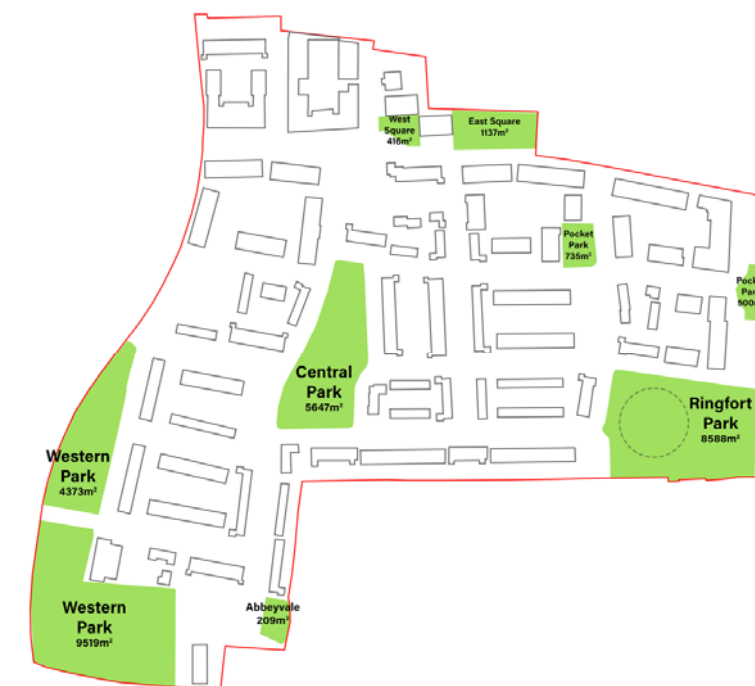 West
Square
416m²
East Square
1137m²
Pocket
Park
735m²
Central
Park
5647m²
Ringfort
Park
8588m²
Western
Park
4373m²
Western
Park
9519m²
Abbeyvale
209m²